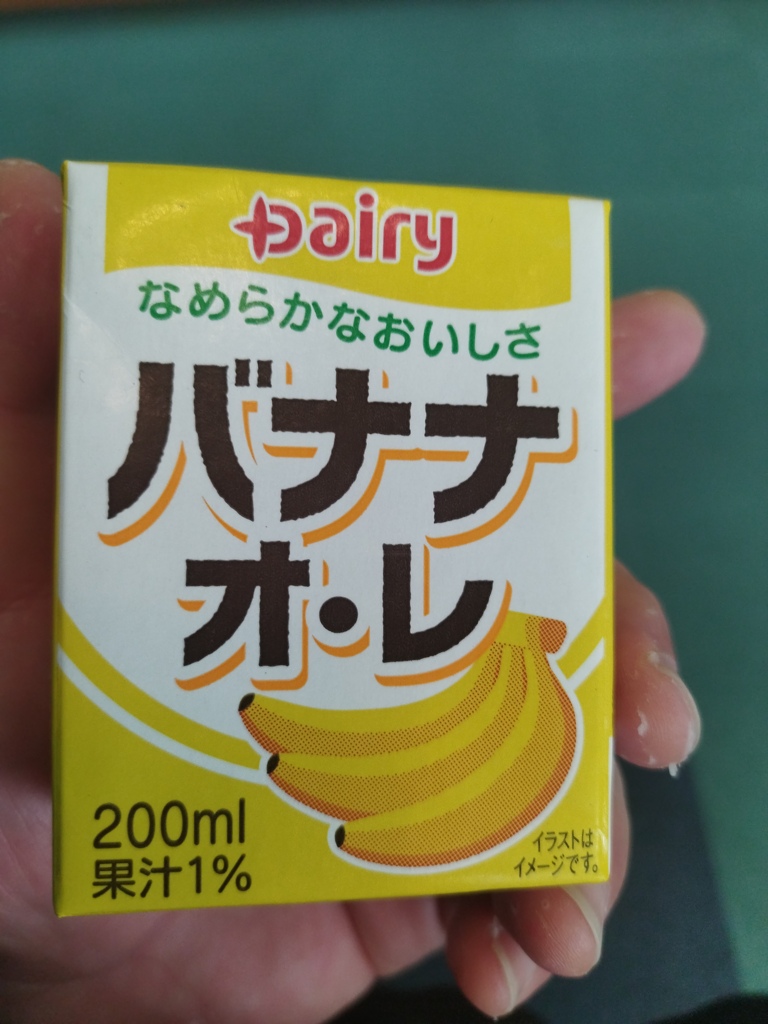 Dairy
なめらかなおいしさ
バナナ
オ・レ
200ml
果汁1%
イラストは
イメージです。